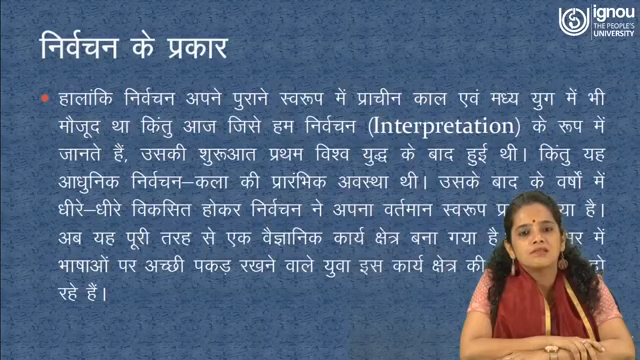 ignou
THE PEOPLE'S
UNIVERSITY
निर्वचन के प्रकार
हालांकि निर्वचन अपने पुराने स्वरूप में प्राचीन काल एवं मध्य युग में भी
मौजूद था किंतु आज जिसे हम निर्वचन (Interpretation) के रूप में
जानते हैं, उसकी शुरूआत प्रथम विश्व युद्ध के बाद हुई थी। किंतु यह
आधुनिक निर्वचन–कला की प्रारंभिक अवस्था थी। उसके बाद के वर्षों में
धीरे–धीरे विकसित होकर निर्वचन ने अपना वर्तमान स्वरूप है।
अब यह पूरी तरह से एक वैज्ञानिक कार्य क्षेत्र बना गया है में
भाषाओं पर अच्छी पकड़ रखने वाले युवा इस कार्य क्षेत्र की
रहे हैं।